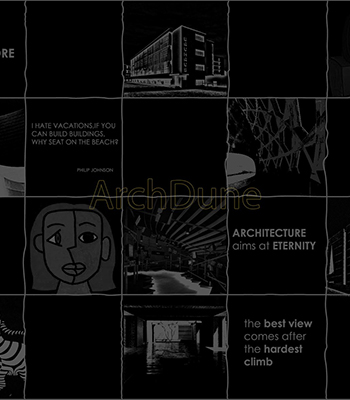 ORE
I HATE VACATIONS.IF YOU
CAN BUILD BUILDINGS,
WHY SEAT ON THE BEACH?
PHILIP JOHNSON
ArchDune
ARCHITECTURE
aims at ETERNITY
the best view
comes after
the hardest
climb